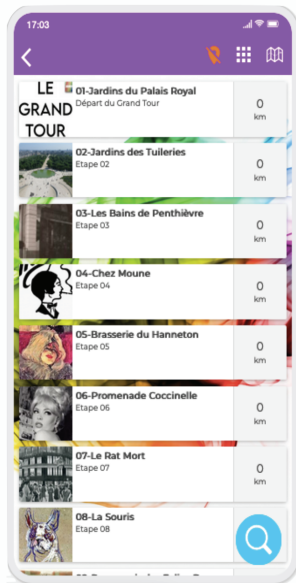 17:03
LE
GRAND
TOUR
01-Jardins du Palais Royal
Départ du Grand Tour
0
km
02-Jardins des Tuileries
Etape 02
0
km
03-Les Bains de Penthièvre
Etape 03
0
km
04-Chez Moune
Etape 04
0
km
05-Brasserie du Hanneton
Etape 05
0
km
06-Promenade Coccinelle
Etape 06
0
km
07-Le Rat Mort
Etape 07
0
km
08-La Souris
Etape 08